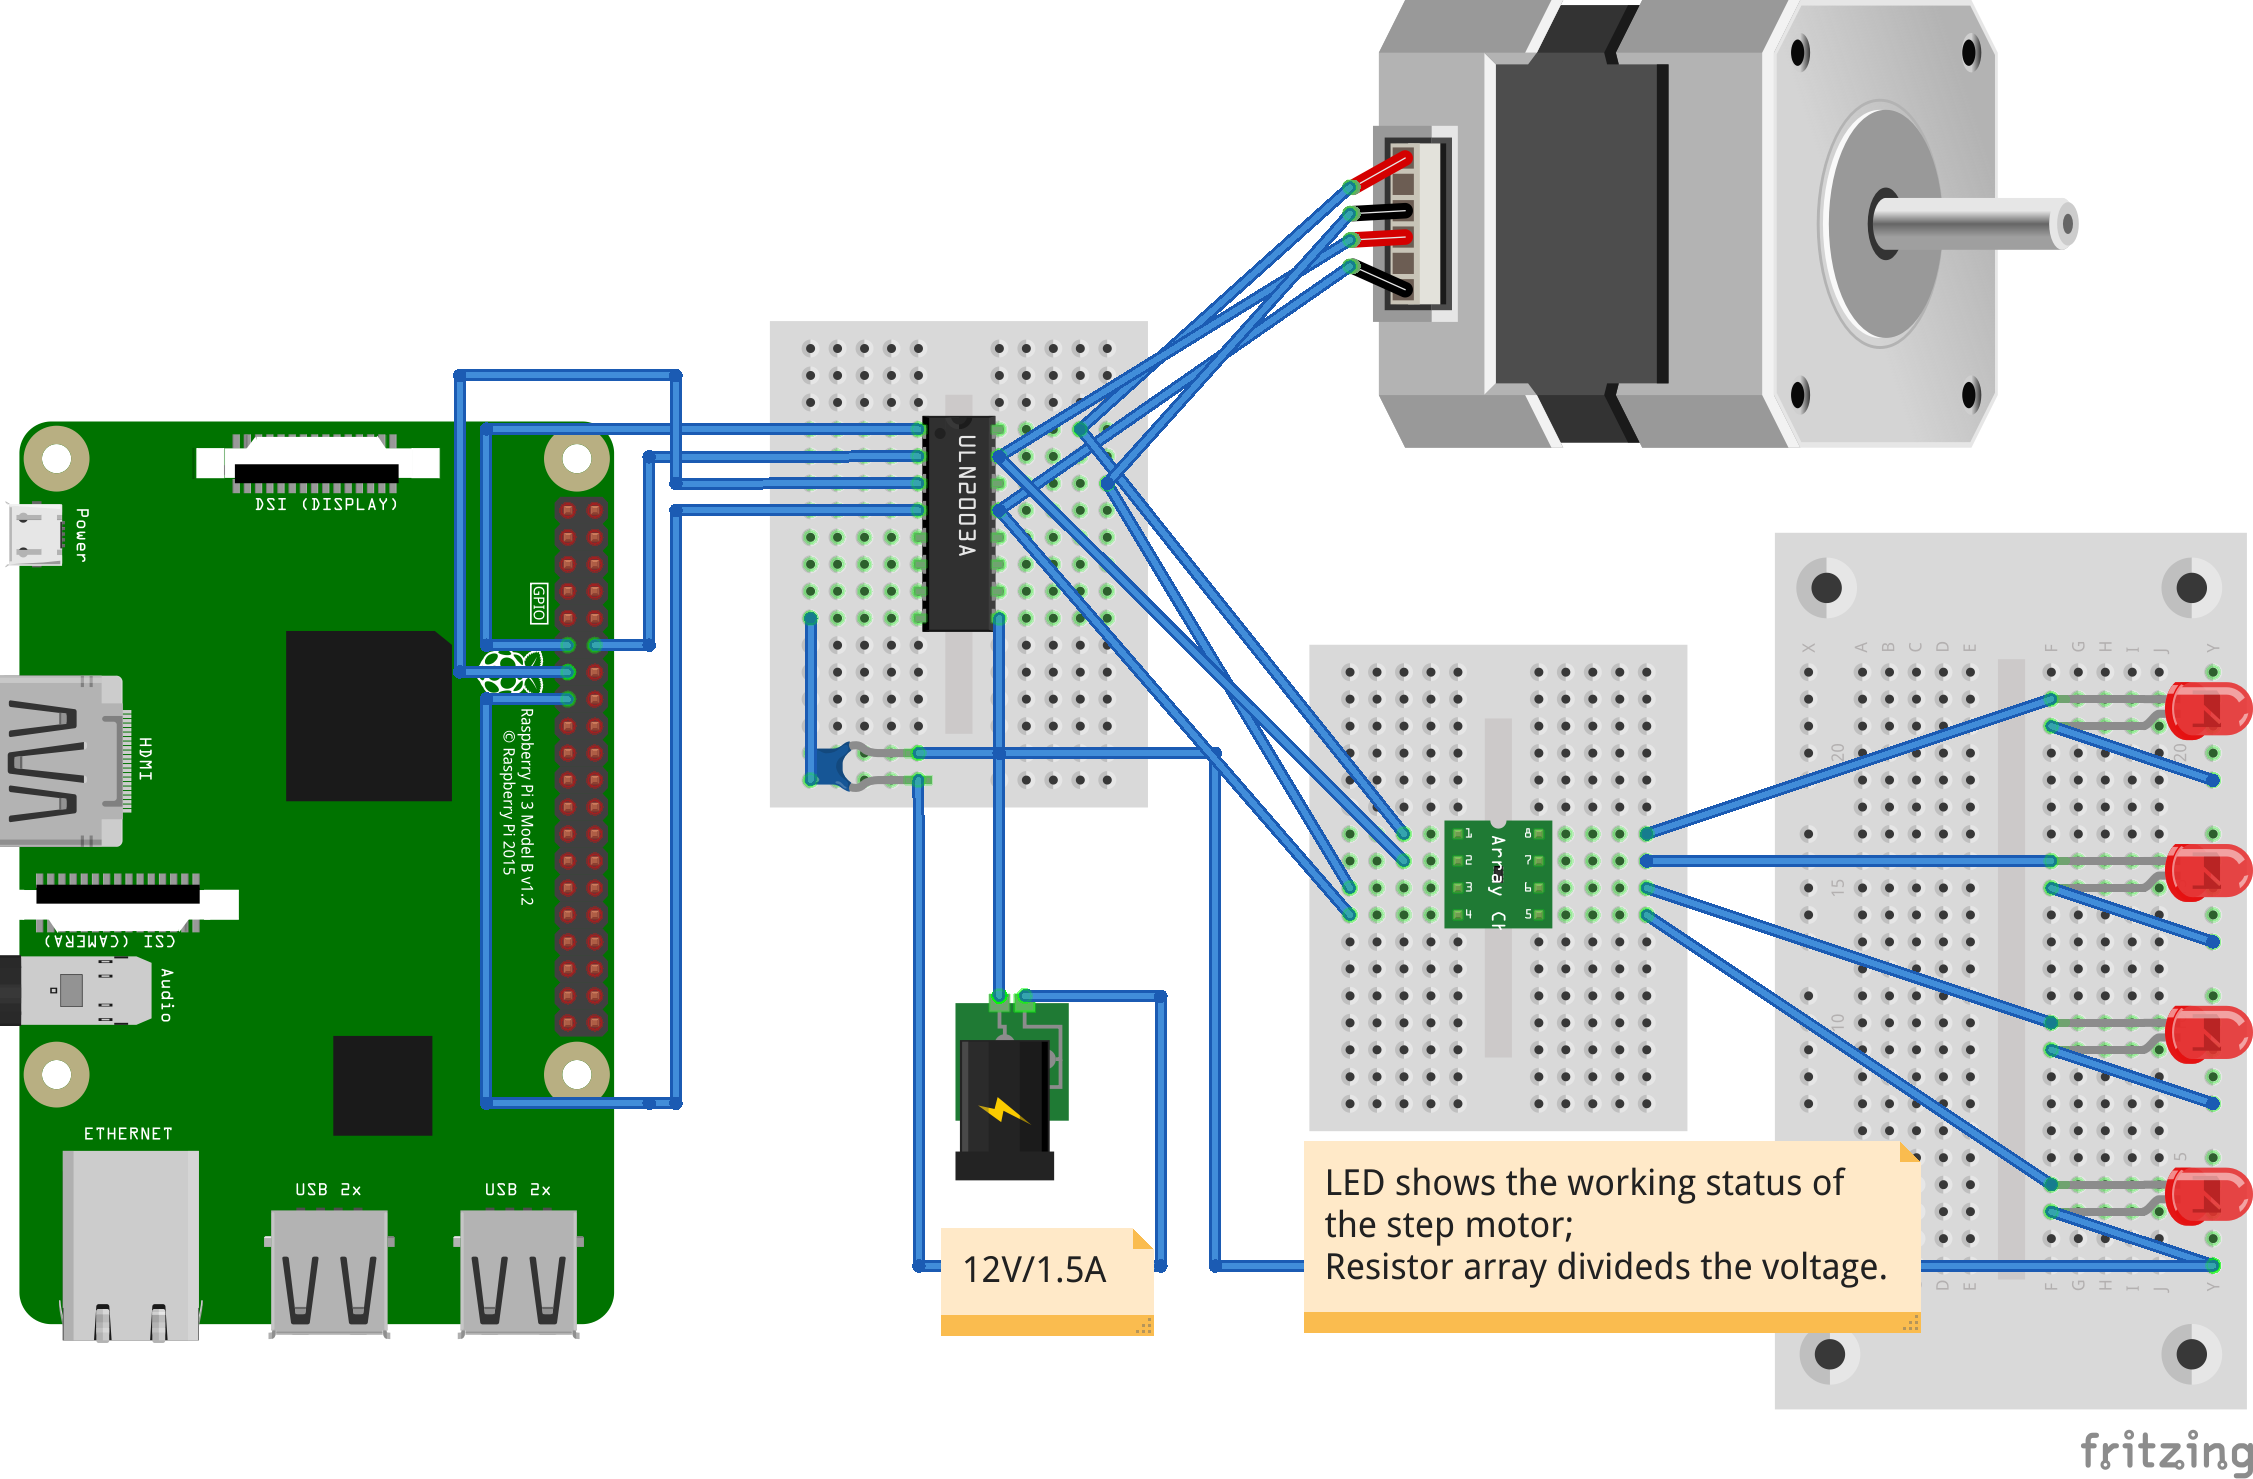 DSI (DISPLAY)
Power
GPIO
HDMI
Raspberry Pi 3 Model B v1.2
© Raspberry Pi 2015
CSI (CAMERA)
Audio
ETHERNET
USB 2x
USB 2x
ULN2003A
12V/1.5A
1 8
2 7
3 6
4 5
Array Ch
X A B C D E F G H I J Y
20 20
15
10
5
D E F G H I J Y
LED shows the working status of
the step motor;
Resistor array divideds the voltage.
fritzing